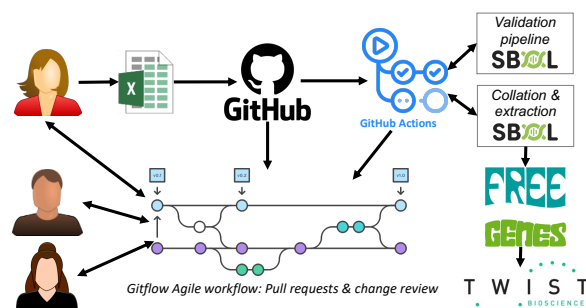 Validation
pipeline
SBOL
X
GitHub
GitHub Actions
Collation &
extraction
SBOL
v0.1
v0.2
v1.0
FREE
GENES
TWIST
BIOSCIENCE
Gitflow Agile workflow: Pull requests & change review